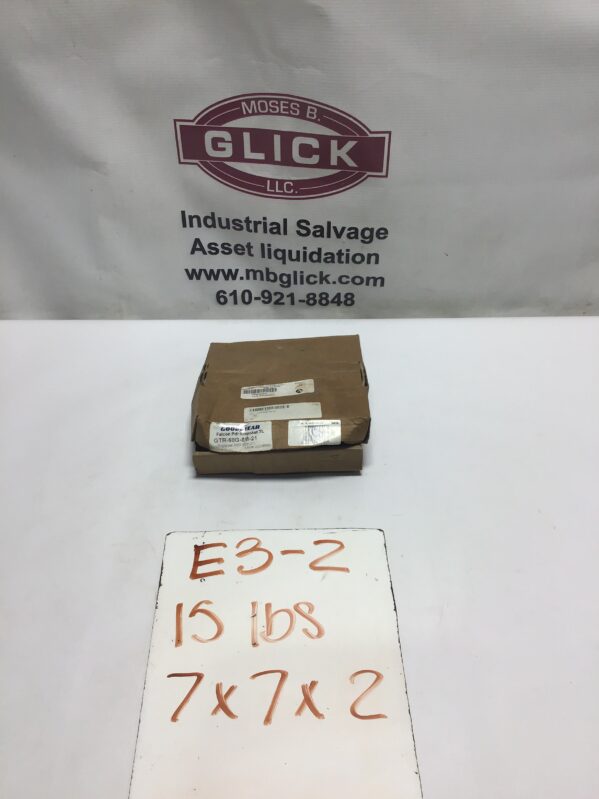 MOSES B.
GLICK
LLC.
Industrial Salvage
Asset liquidation
www.mbglick.com
610-921-8848
GOODYEAR
E3-2
15 lbs
7x7x2